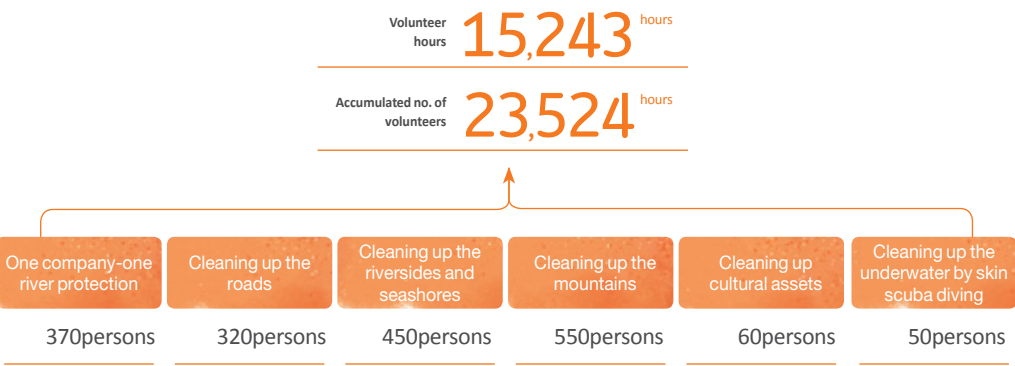 Volunteer
hours
15,243 hours
Accumulated no. of
volunteers
23,524 hours
One company-one
river protection
Cleaning up the
roads
Cleaning up the
riversides and
seashores
Cleaning up the
mountains
Cleaning up
cultural assets
Cleaning up the
underwater by skin
scuba diving
370persons
320persons
450persons
550persons
60persons
50persons